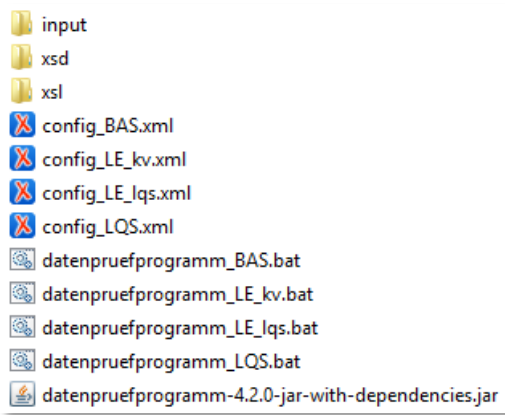 input
xsd
xsl
config_BAS.xml
config_LE_kv.xml
config_LE_lqs.xml
config_LQS.xml
datenpruefprogramm_BAS.bat
datenpruefprogramm_LE_kv.bat
datenpruefprogramm_LE_lqs.bat
datenpruefprogramm_LQS.bat
datenpruefprogramm-4.2.0-jar-with-dependencies.jar